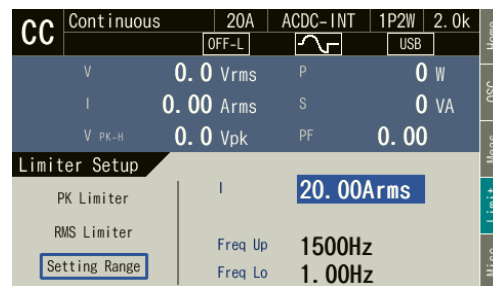 CC Continuous 20A ACDC-INT 1P2W 2.0k
OFF-L USB
V 0.0 Vrms P 0 W
I 0.00 Arms S 0 VA
V PK-H 0.0 Vpk PF 0.00
Limiter Setup
PK Limiter
I 20.00Arms
RMS Limiter
Freq Up 1500Hz
Setting Range
Freq Lo 1.00Hz
Home
OSC
Meas
Limit
Misc